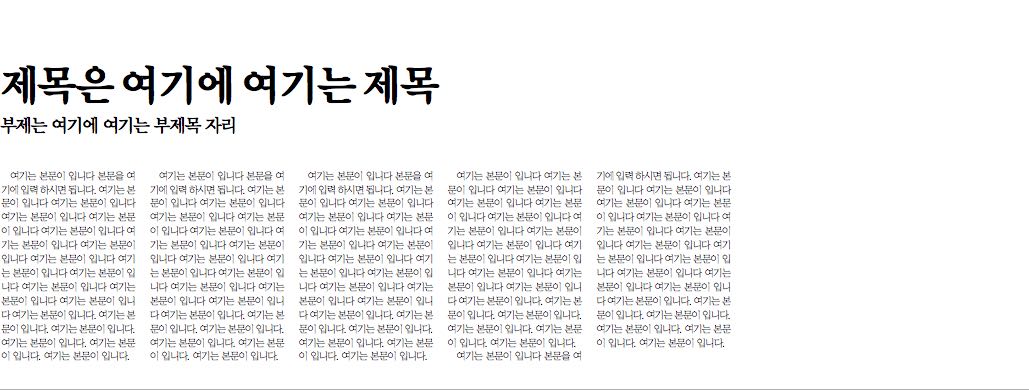 제목은 여기에 여기는 제목
부제는 여기에 여기는 부제목 자리
여기는 본문이 입니다 본문을 여
기에 입력 하시면 됩니다. 여기는 본
문이 입니다 여기는 본문이 입니다
여기는 본문이 입니다 여기는 본문
이 입니다 여기는 본문이 입니다 여
기는 본문이 입니다 여기는 본문이
입니다 여기는 본문이 입니다 여기
는 본문이 입니다 여기는 본문이 입
니다 여기는 본문이 입니다 여기는
본문이 입니다 여기는 본문이 입니
다 여기는 본문이 입니다. 여기는 본
문이 입니다. 여기는 본문이 입니다.
여기는 본문이 입니다. 여기는 본문
이 입니다. 여기는 본문이 입니다.
여기는 본문이 입니다 본문을 여
기에 입력 하시면 됩니다. 여기는 본
문이 입니다 여기는 본문이 입니다
여기는 본문이 입니다 여기는 본문
이 입니다 여기는 본문이 입니다 여
기는 본문이 입니다 여기는 본문이
입니다 여기는 본문이 입니다 여기
는 본문이 입니다 여기는 본문이 입
니다 여기는 본문이 입니다 여기는
본문이 입니다 여기는 본문이 입니
다 여기는 본문이 입니다. 여기는 본
문이 입니다. 여기는 본문이 입니다.
여기는 본문이 입니다. 여기는 본문
이 입니다. 여기는 본문이 입니다.
여기는 본문이 입니다 본문을 여
기에 입력 하시면 됩니다. 여기는 본
문이 입니다 여기는 본문이 입니다
여기는 본문이 입니다 여기는 본문
이 입니다 여기는 본문이 입니다 여
기는 본문이 입니다 여기는 본문이
입니다 여기는 본문이 입니다 여기
는 본문이 입니다 여기는 본문이 입
니다 여기는 본문이 입니다 여기는
본문이 입니다 여기는 본문이 입니
다 여기는 본문이 입니다. 여기는 본
문이 입니다. 여기는 본문이 입니다.
여기는 본문이 입니다. 여기는 본문
이 입니다. 여기는 본문이 입니다.
여기는 본문이 입니다 여기는 본
문이 입니다 여기는 본문이 입니다
여기는 본문이 입니다 여기는 본문
이 입니다 여기는 본문이 입니다 여
기는 본문이 입니다 여기는 본문이
입니다 여기는 본문이 입니다 여기
는 본문이 입니다 여기는 본문이 입
니다 여기는 본문이 입니다 여기는
본문이 입니다 여기는 본문이 입니
다 여기는 본문이 입니다. 여기는 본
문이 입니다. 여기는 본문이 입니다.
여기는 본문이 입니다. 여기는 본문
이 입니다. 여기는 본문이 입니다.
여기는 본문이 입니다 본문을 여
기에 입력 하시면 됩니다. 여기는 본
문이 입니다 여기는 본문이 입니다
여기는 본문이 입니다 여기는 본문
이 입니다 여기는 본문이 입니다 여
기는 본문이 입니다 여기는 본문이
입니다 여기는 본문이 입니다 여기
는 본문이 입니다 여기는 본문이 입
니다 여기는 본문이 입니다 여기는
본문이 입니다 여기는 본문이 입니
다 여기는 본문이 입니다. 여기는 본
문이 입니다. 여기는 본문이 입니다.
여기는 본문이 입니다. 여기는 본문
이 입니다. 여기는 본문이 입니다.